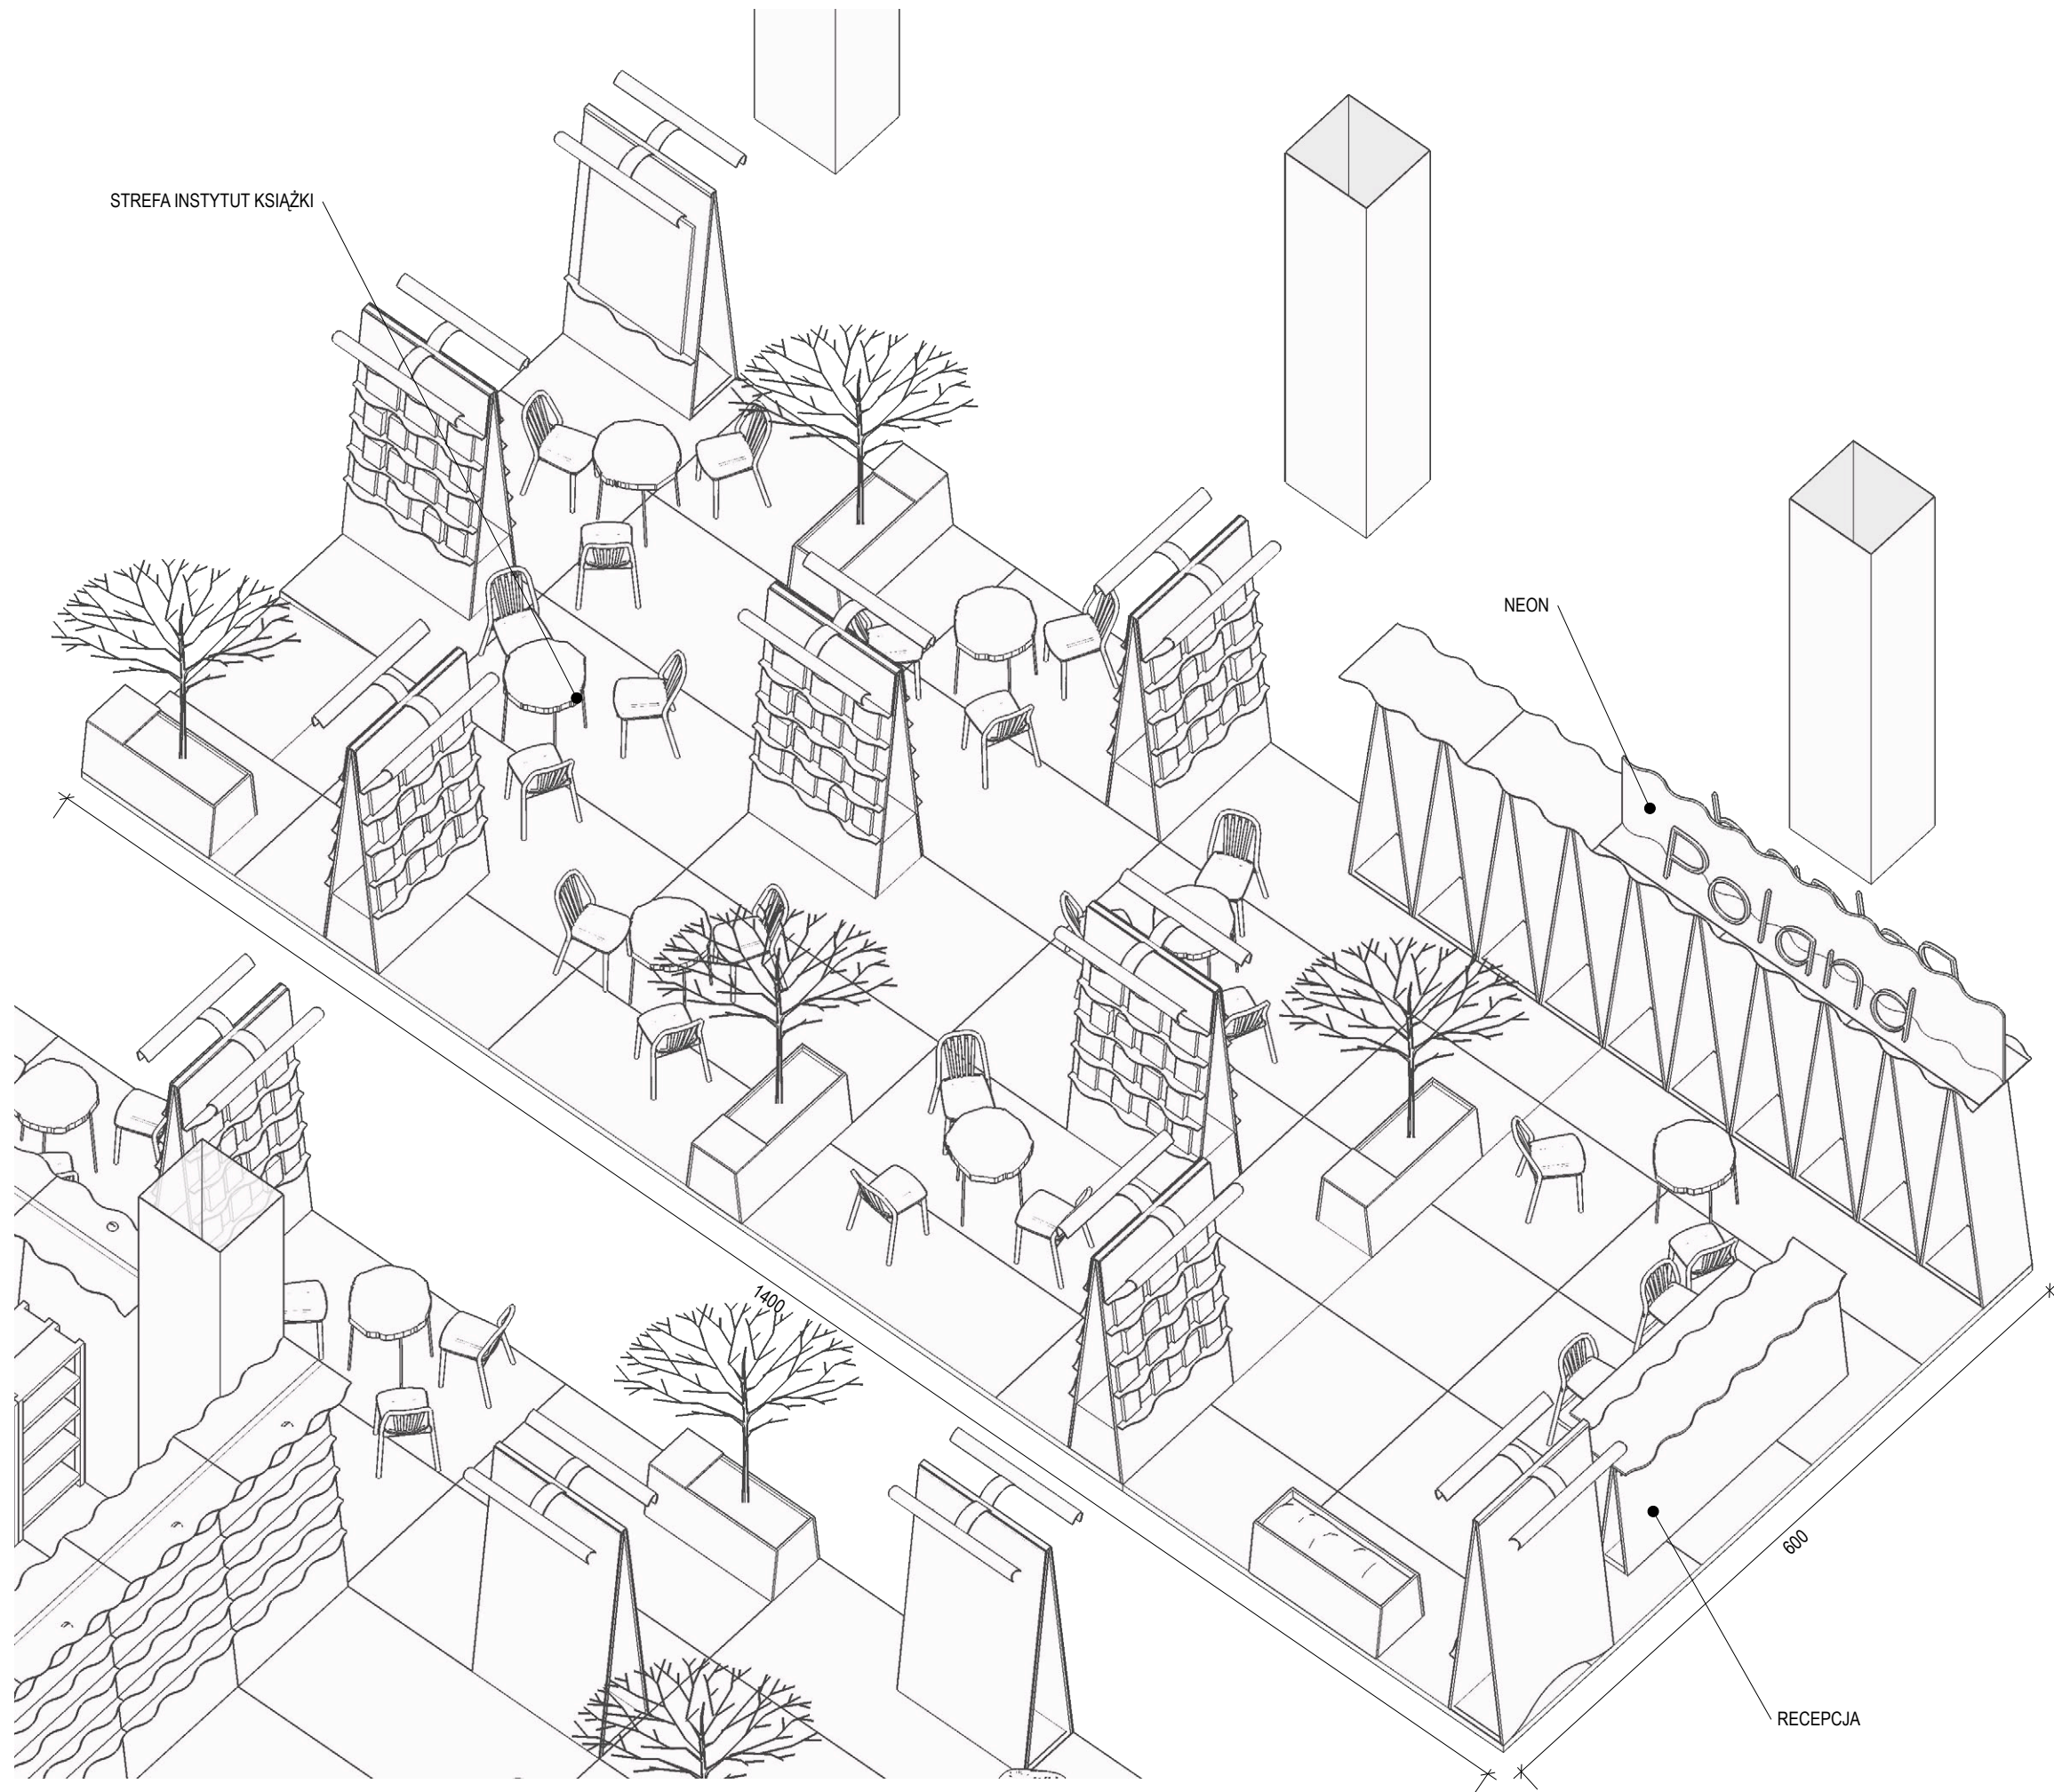 STREFA INSTYTUT KSIĄŻKI
NEON
Poland
1400
600
RECEPCJA